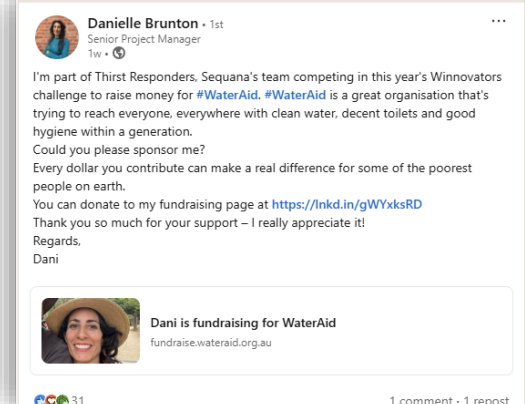 Danielle Brunton • 1st
Senior Project Manager
1w •
I'm part of Thirst Responders, Sequana's team competing in this year's Winnovators
challenge to raise money for #WaterAid. #WaterAid is a great organisation that's
trying to reach everyone, everywhere with clean water, decent toilets and good
hygiene within a generation.
Could you please sponsor me?
Every dollar you contribute can make a real difference for some of the poorest
people on earth.
You can donate to my fundraising page at https://lnkd.in/gWYxksRD
Thank you so much for your support – I really appreciate it!
Regards,
Dani
Dani is fundraising for WaterAid
fundraise.wateraid.org.au
31
1 comment • 1 repost